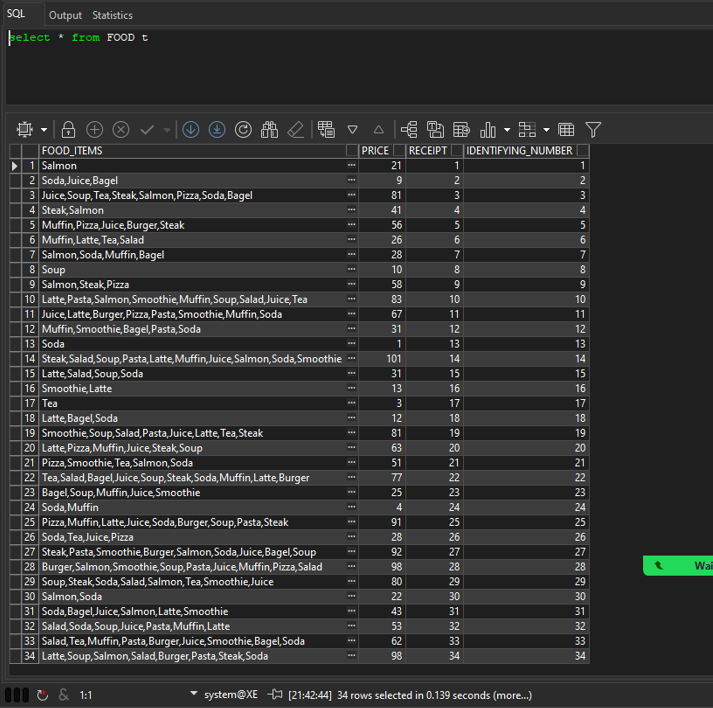 SQL Output Statistics
select * from FOOD t
FOOD_ITEMS PRICE RECEIPT IDENTIFYING_NUMBER
1 Salmon ... 21 1 1
2 Soda,Juice,Bagel ... 9 2 2
3 Juice,Soup,Tea,Steak,Salmon,Pizza,Soda,Bagel ... 81 3 3
4 Steak,Salmon ... 41 4 4
5 Muffin,Pizza,Juice,Burger,Steak ... 56 5 5
6 Muffin,Latte,Tea,Salad ... 26 6 6
7 Salmon,Soda,Muffin,Bagel ... 28 7 7
8 Soup ... 10 8 8
9 Salmon,Steak,Pizza ... 58 9 9
10 Latte,Pasta,Salmon,Smoothie,Muffin,Soup,Salad,Juice,Tea ... 83 10 10
11 Juice,Latte,Burger,Pizza,Pasta,Smoothie,Muffin,Soda ... 67 11 11
12 Muffin,Smoothie,Bagel,Pasta,Soda ... 31 12 12
13 Soda ... 1 13 13
14 Steak,Salad,Soup,Pasta,Latte,Muffin,Juice,Salmon,Soda,Smoothie ... 101 14 14
15 Latte,Salad,Soup,Soda ... 31 15 15
16 Smoothie,Latte ... 13 16 16
17 Tea ... 3 17 17
18 Latte,Bagel,Soda ... 12 18 18
19 Smoothie,Soup,Salad,Pasta,Juice,Latte,Tea,Steak ... 81 19 19
20 Latte,Pizza,Muffin,Juice,Steak,Soup ... 63 20 20
21 Pizza,Smoothie,Tea,Salmon,Soda ... 51 21 21
22 Tea,Salad,Bagel,Juice,Soup,Steak,Soda,Muffin,Latte,Burger ... 77 22 22
23 Bagel,Soup,Muffin,Juice,Smoothie ... 25 23 23
24 Soda,Muffin ... 4 24 24
25 Pizza,Muffin,Latte,Juice,Soda,Burger,Soup,Pasta,Steak ... 91 25 25
26 Soda,Tea,Juice,Pizza ... 28 26 26
27 Steak,Pasta,Smoothie,Burger,Salmon,Soda,Juice,Bagel,Soup ... 92 27 27
28 Burger,Salmon,Smoothie,Soup,Pasta,Juice,Muffin,Pizza,Salad ... 98 28 28
29 Soup,Steak,Soda,Salad,Salmon,Tea,Smoothie,Juice ... 80 29 29
30 Salmon,Soda ... 22 30 30
31 Soda,Bagel,Juice,Salmon,Latte,Smoothie ... 43 31 31
32 Salad,Soda,Soup,Juice,Pasta,Muffin,Latte ... 53 32 32
33 Salad,Tea,Muffin,Pasta,Burger,Juice,Smoothie,Bagel,Soda ... 62 33 33
34 Latte,Soup,Salmon,Salad,Burger,Pasta,Steak,Soda ... 98 34 34
Wai
& 1:1 system@XE [21:42:44] 34 rows selected in 0.139 seconds (more...)